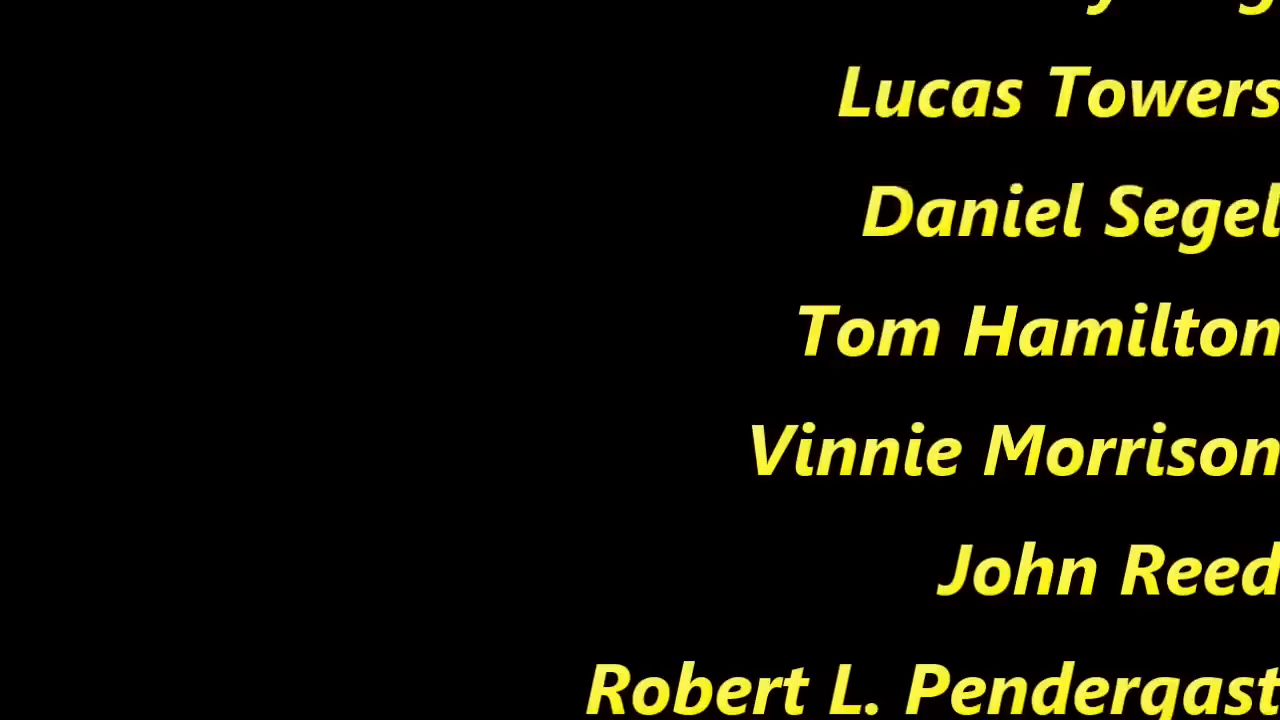 Lucas Towers
Daniel Segel
Tom Hamilton
Vinnie Morrison
John Reed
Robert L. Pendergast